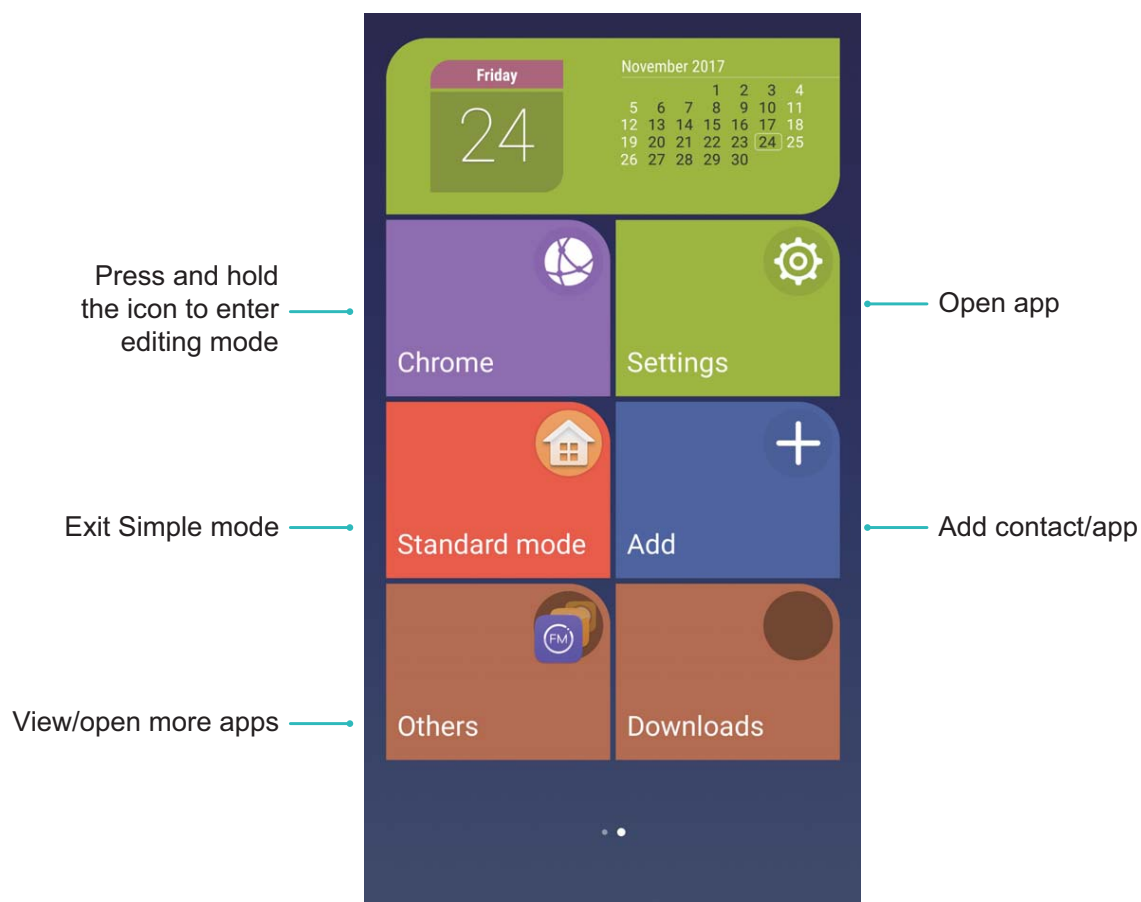 Friday
24
November 2017
1 2 3 4
5 6 7 8 9 10 11
12 13 14 15 16 17 18
19 20 21 22 23 24 25
26 27 28 29 30
Press and hold
the icon to enter
editing mode
Chrome
Settings
Open app
Exit Simple mode
Standard mode
Add
Add contact/app
View/open more apps
FM
Others
Downloads